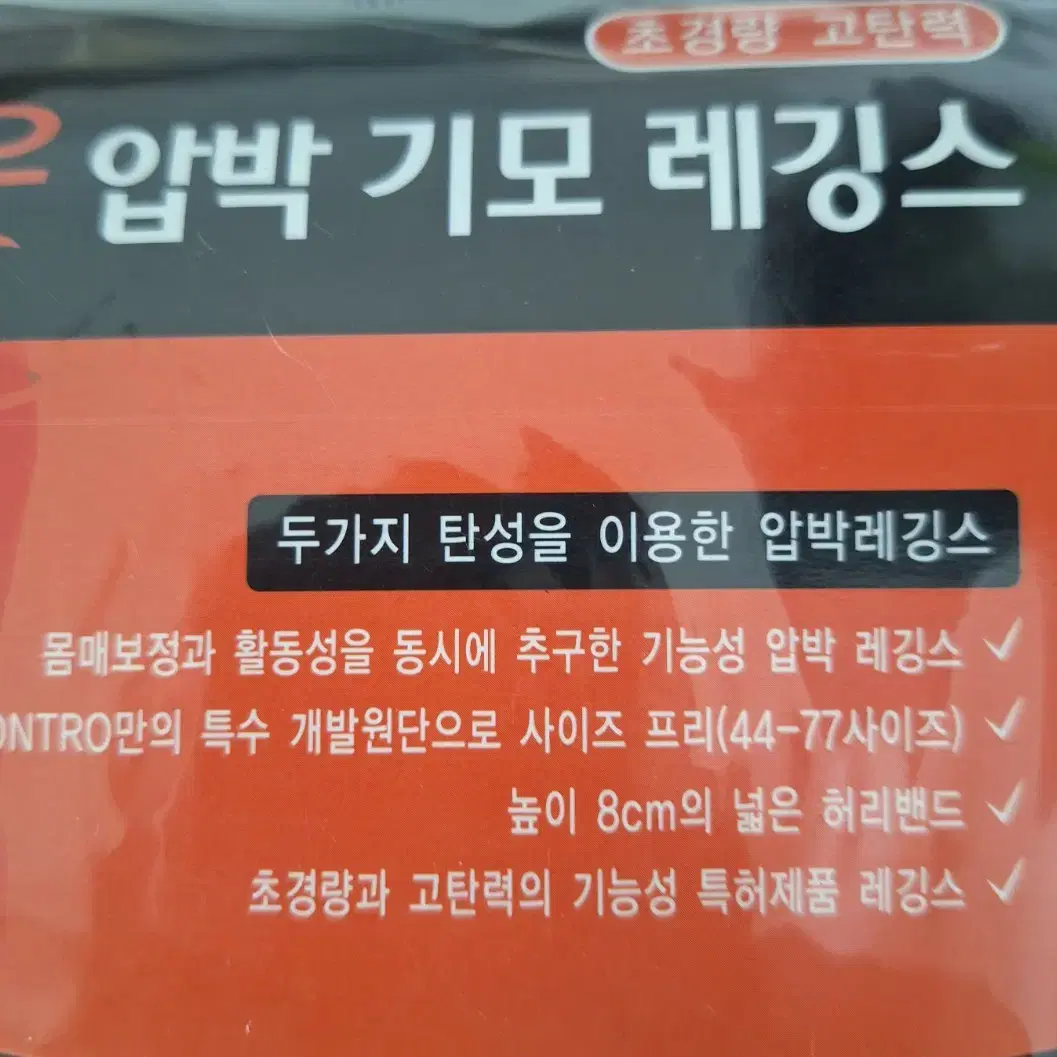 초경량 고탄력
압박 기모 레깅스
두가지 탄성을 이용한 압박레깅스
몸매보정과 활동성을 동시에 추구한 기능성 압박 레깅스 ✓
ONTRO만의 특수 개발원단으로 사이즈 프리(44-77사이즈) ✓
높이 8cm의 넓은 허리밴드 ✓
초경량과 고탄력의 기능성 특허제품 레깅스 ✓